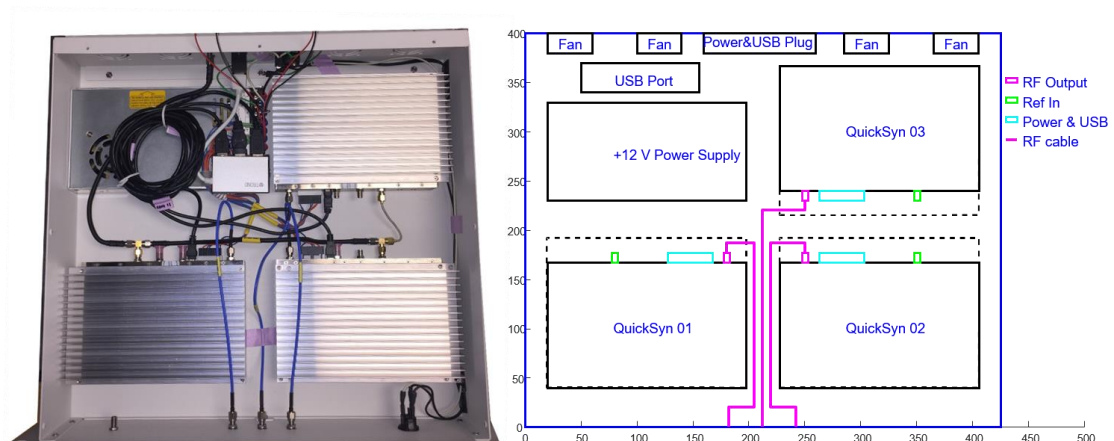 Fan
Fan
Power&USB Plug
Fan
Fan
USB Port
+12 V Power Supply
QuickSyn 03
QuickSyn 01
QuickSyn 02
RF Output
Ref In
Power & USB
RF cable
400
350
300
250
200
150
100
50
0
0
50
100
150
200
250
300
350
400
450
500